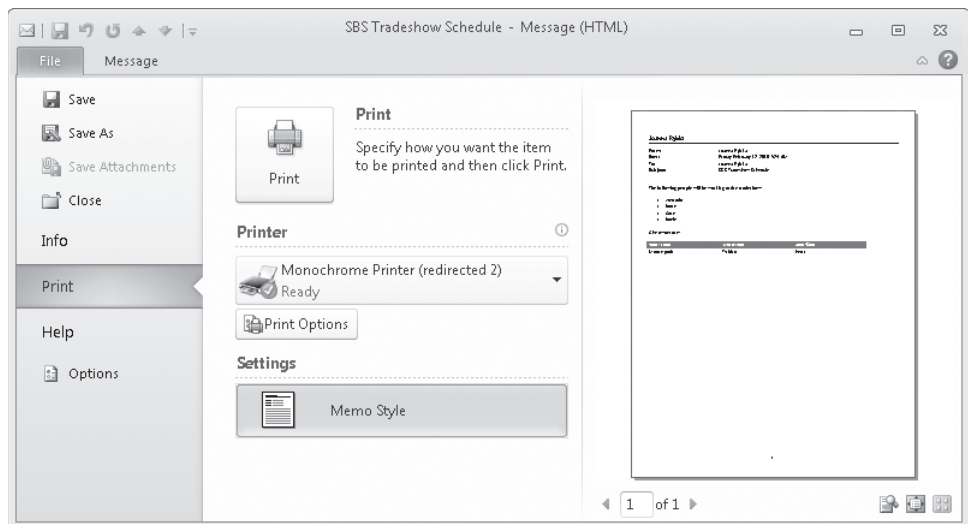 SBS Tradeshow Schedule - Message (HTML)
File Message
Save
Save As
Save Attachments
Close
Info
Print
Help
Options
Print
Print
Specify how you want the item
to be printed and then click Print.
Printer
Monochrome Printer (redirected 2)
Ready
Print Options
Settings
Memo Style
1 of 1